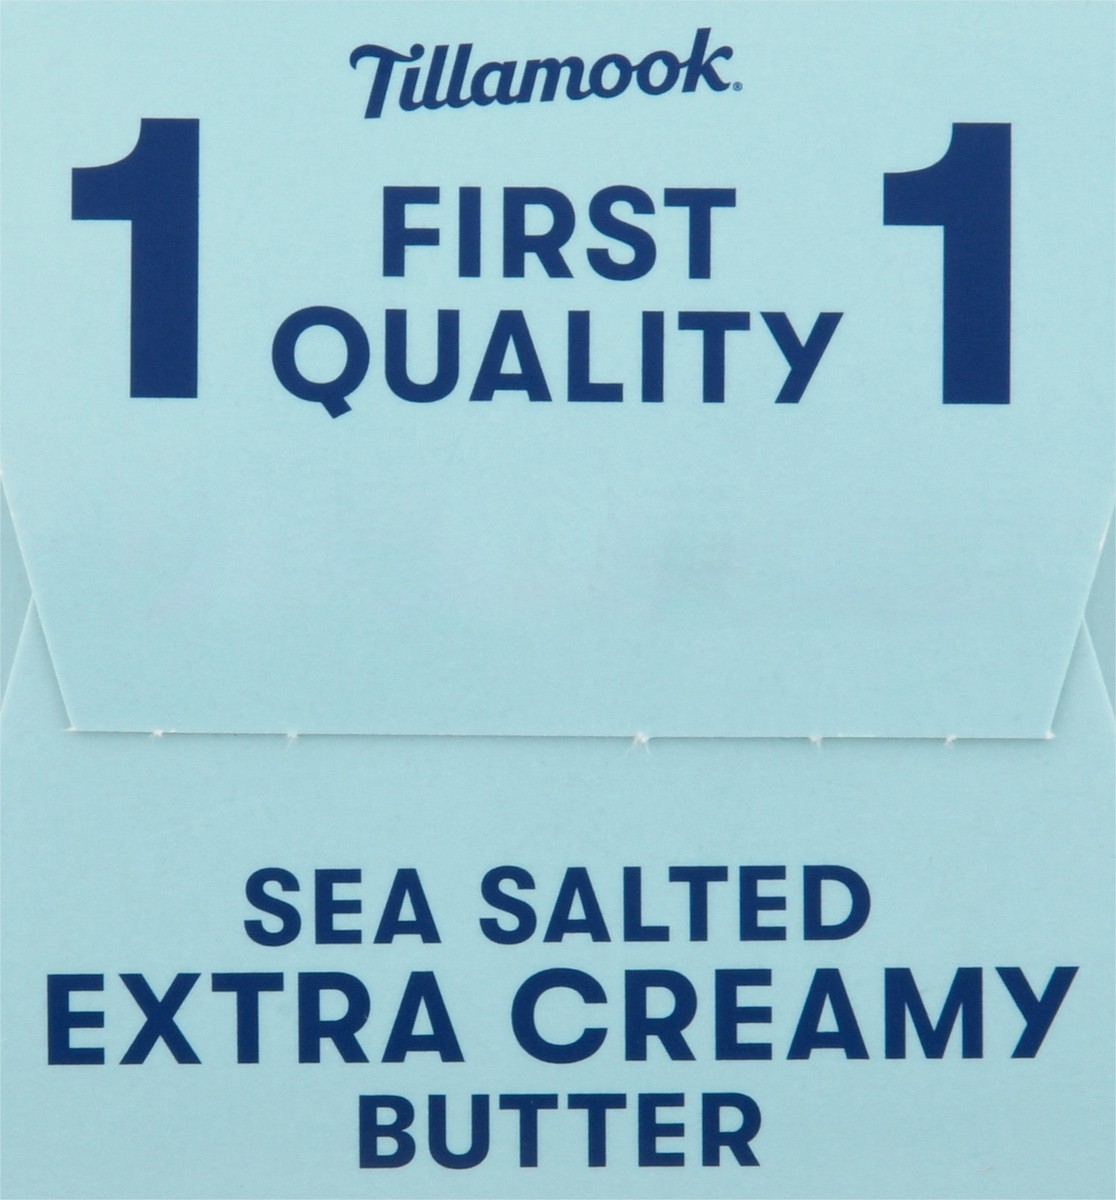 Tillamook®
1 FIRST 1
QUALITY
SEA SALTED
EXTRA CREAMY
BUTTER